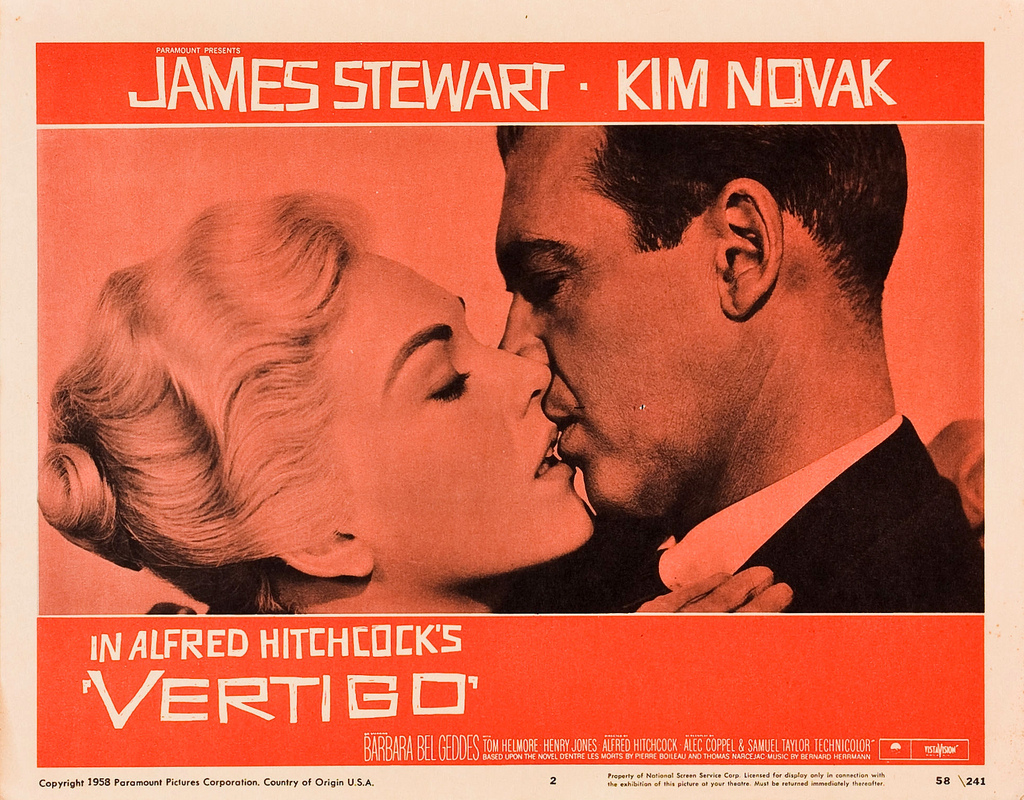 PARAMOUNT PRESENTS
JAMES STEWART · KIM NOVAK
IN ALFRED HITCHCOCK'S
'VERTIGO'
BARBARA BEL GEDDES TOM HELMORE · HENRY JONES · ALFRED HITCHCOCK · ALEC COPPEL & SAMUEL TAYLOR TECHNICOLOR®
BASED UPON THE NOVEL D'ENTRE LES MORTS BY PIERRE BOILEAU AND THOMAS NARCEJAC MUSIC BY BERNARD HERRMANN
VISTAVISION
Copyright 1958 Paramount Pictures Corporation. Country of Origin U.S.A.
2
Property of National Screen Service Corp. Licensed for display only in connection with
the exhibition of this picture at your theatre. Must be returned immediately thereafter.
58 \ 241